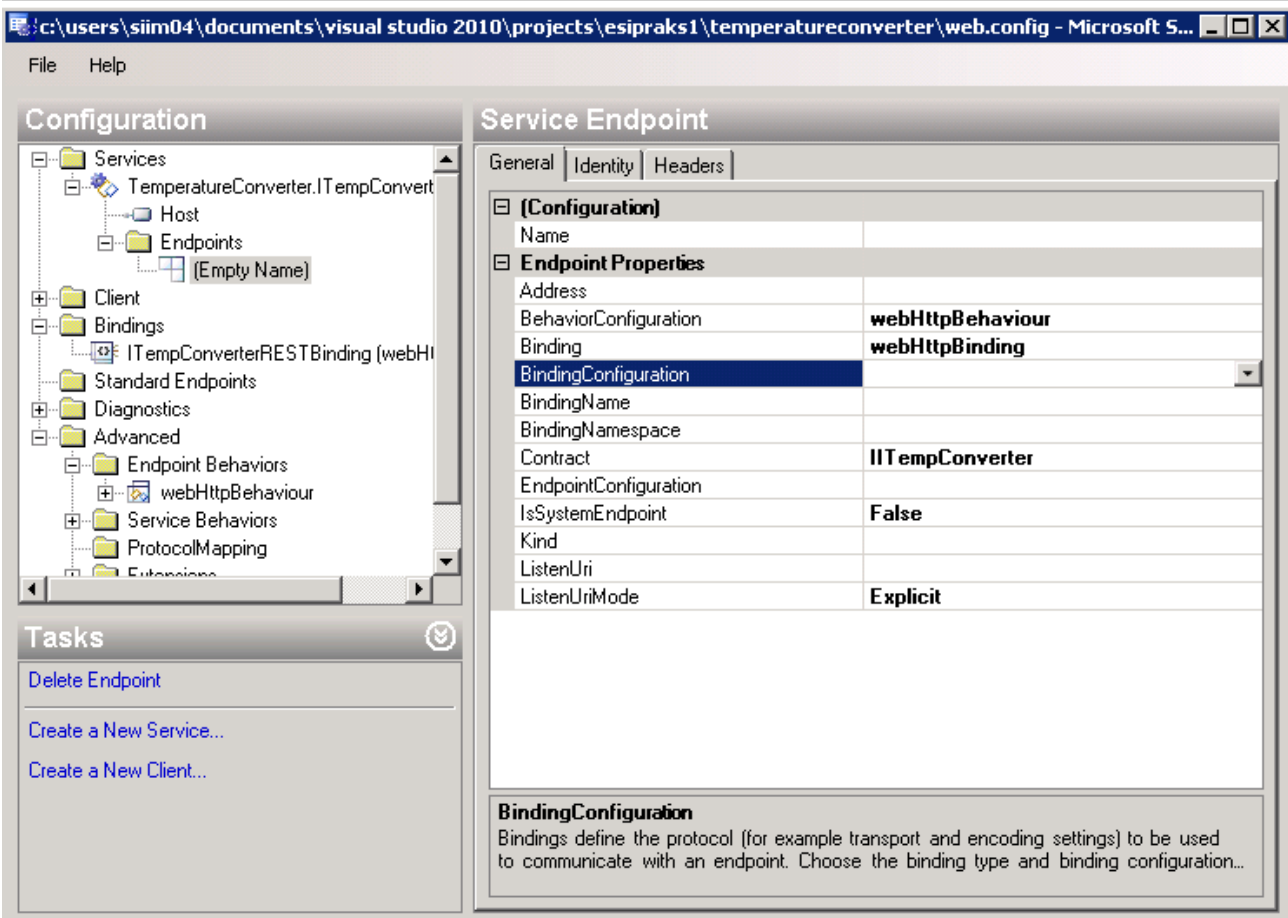 c:\users\siim04\documents\visual studio 2010\projects\esipraks1\temperatureconverter\web.config - Microsoft S...
File Help
Configuration
Services
TemperatureConverter.ITempConvert
Host
Endpoints
(Empty Name)
Client
Bindings
ITempConverterRESTBinding (webHt
Standard Endpoints
Diagnostics
Advanced
Endpoint Behaviors
webHttpBehaviour
Service Behaviors
ProtocolMapping
Extensions
Tasks
Delete Endpoint
Create a New Service...
Create a New Client...
Service Endpoint
General Identity Headers
(Configuration)
Name
Endpoint Properties
Address
BehaviorConfiguration webHttpBehaviour
Binding webHttpBinding
BindingConfiguration
BindingName
BindingNamespace
Contract IITempConverter
EndpointConfiguration
IsSystemEndpoint False
Kind
ListenUri
ListenUriMode Explicit
BindingConfiguration
Bindings define the protocol (for example transport and encoding settings) to be used
to communicate with an endpoint. Choose the binding type and binding configuration...